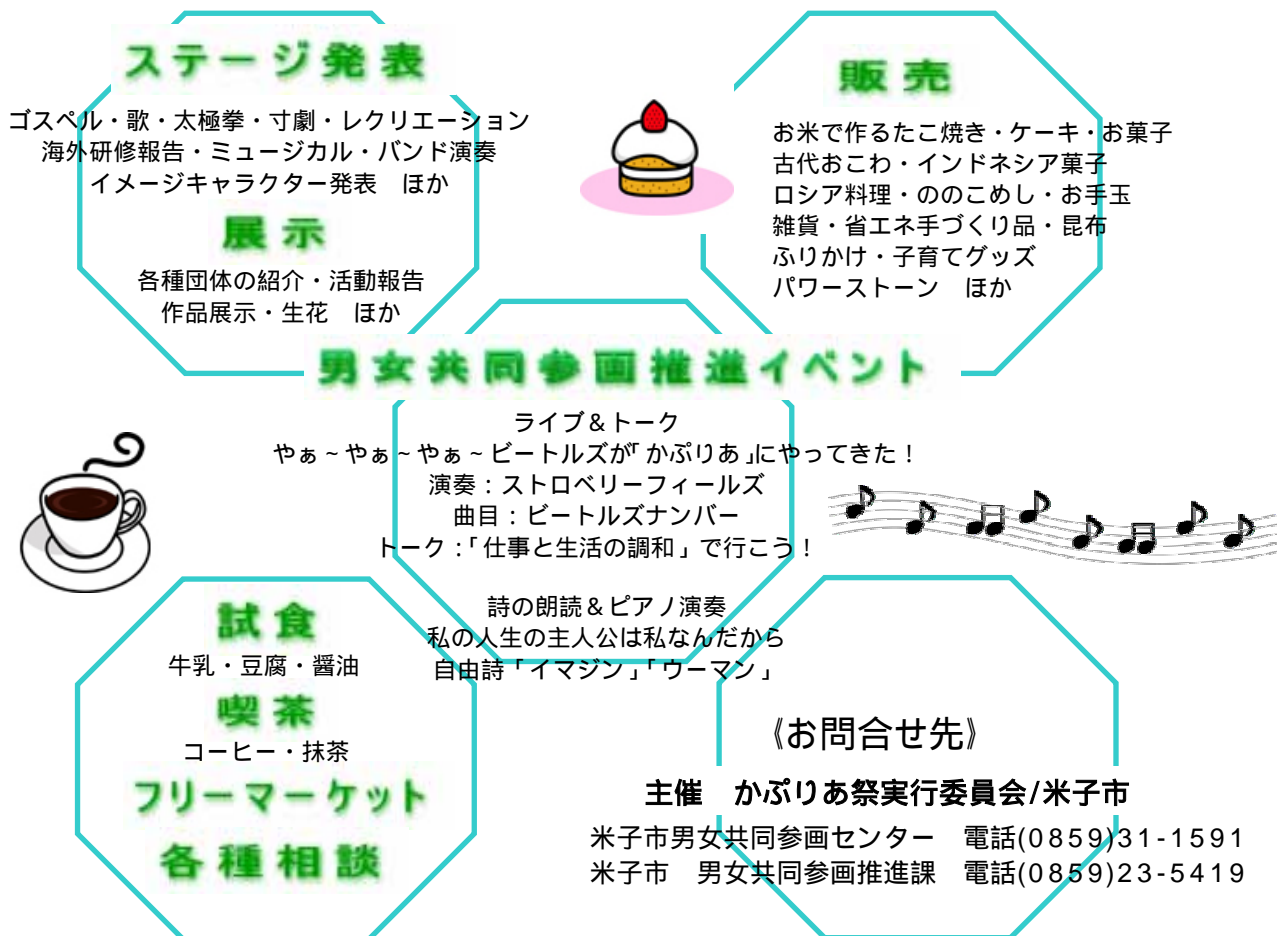 ステージ発表
ゴスペル・歌・太極拳・寸劇・レクリエーション
海外研修報告・ミュージカル・バンド演奏
イメージキャラクター発表　ほか
展示
各種団体の紹介・活動報告
作品展示・生花　ほか
販売
お米で作るたこ焼き・ケーキ・お菓子
古代おこわ・インドネシア菓子
ロシア料理・ののこめし・お手玉
雑貨・省エネ手づくり品・昆布
ふりかけ・子育てグッズ
パワーストーン　ほか
男女共同参画推進イベント
ライブ＆トーク
やぁ~やぁ~やぁ~ビートルズが「かぷりあ」にやってきた！
演奏：ストロベリーフィールズ
曲目：ビートルズナンバー
トーク：「仕事と生活の調和」で行こう！
詩の朗読＆ピアノ演奏
私の人生の主人公は私なんだから
自由詩「イマジン」「ウーマン」
試食
牛乳・豆腐・醤油
喫茶
コーヒー・抹茶
フリーマーケット
各種相談
《お問合せ先》
主催　かぷりあ祭実行委員会/米子市
米子市男女共同参画センター　電話(0859)31-1591
米子市　男女共同参画推進課　電話(0859)23-5419